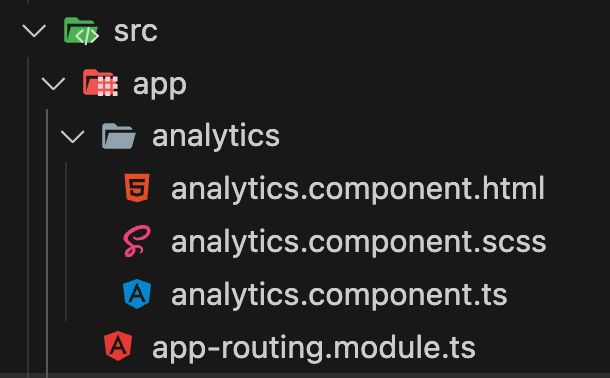 src
app
analytics
analytics.component.html
analytics.component.scss
analytics.component.ts
app-routing.module.ts